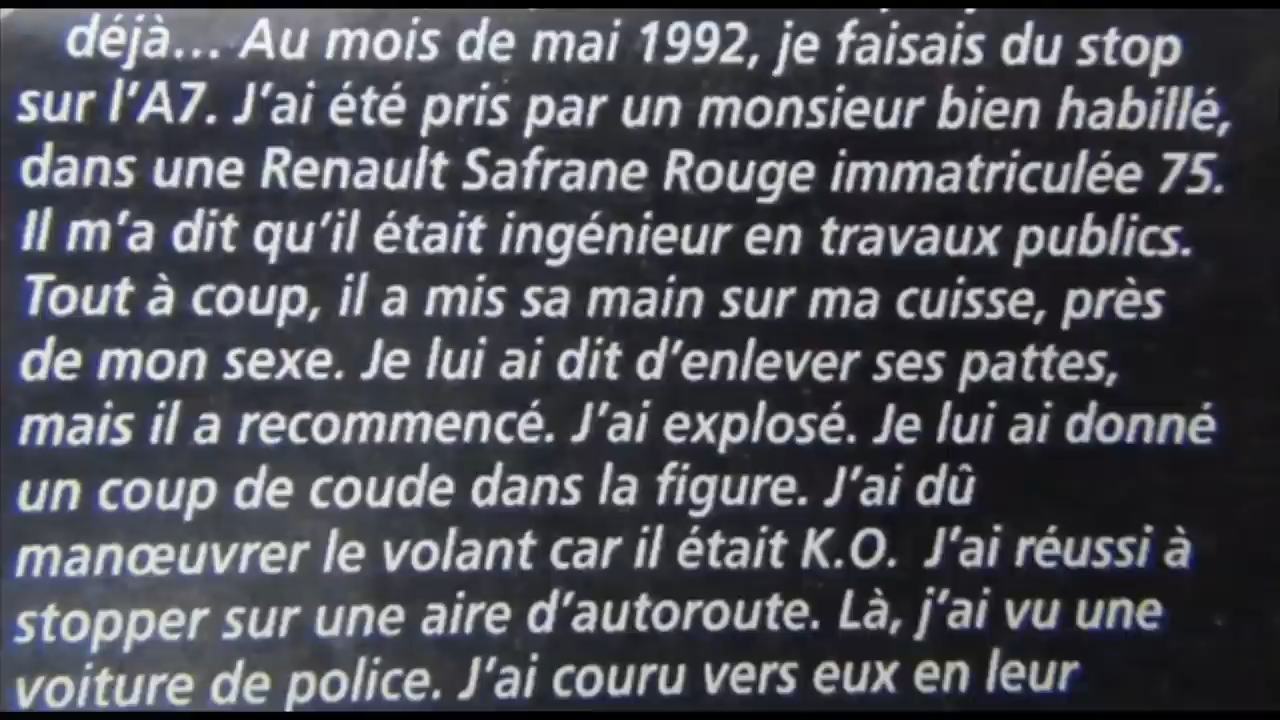 déjà... Au mois de mai 1992, je faisais du stop
sur l'A7. J'ai été pris par un monsieur bien habillé,
dans une Renault Safrane Rouge immatriculée 75.
Il m'a dit qu'il était ingénieur en travaux publics.
Tout à coup, il a mis sa main sur ma cuisse, près
de mon sexe. Je lui ai dit d'enlever ses pattes,
mais il a recommencé. J'ai explosé. Je lui ai donné
un coup de coude dans la figure. J'ai dû
manœuvrer le volant car il était K.O. J'ai réussi à
stopper sur une aire d'autoroute. Là, j'ai vu une
voiture de police. J'ai couru vers eux en leur